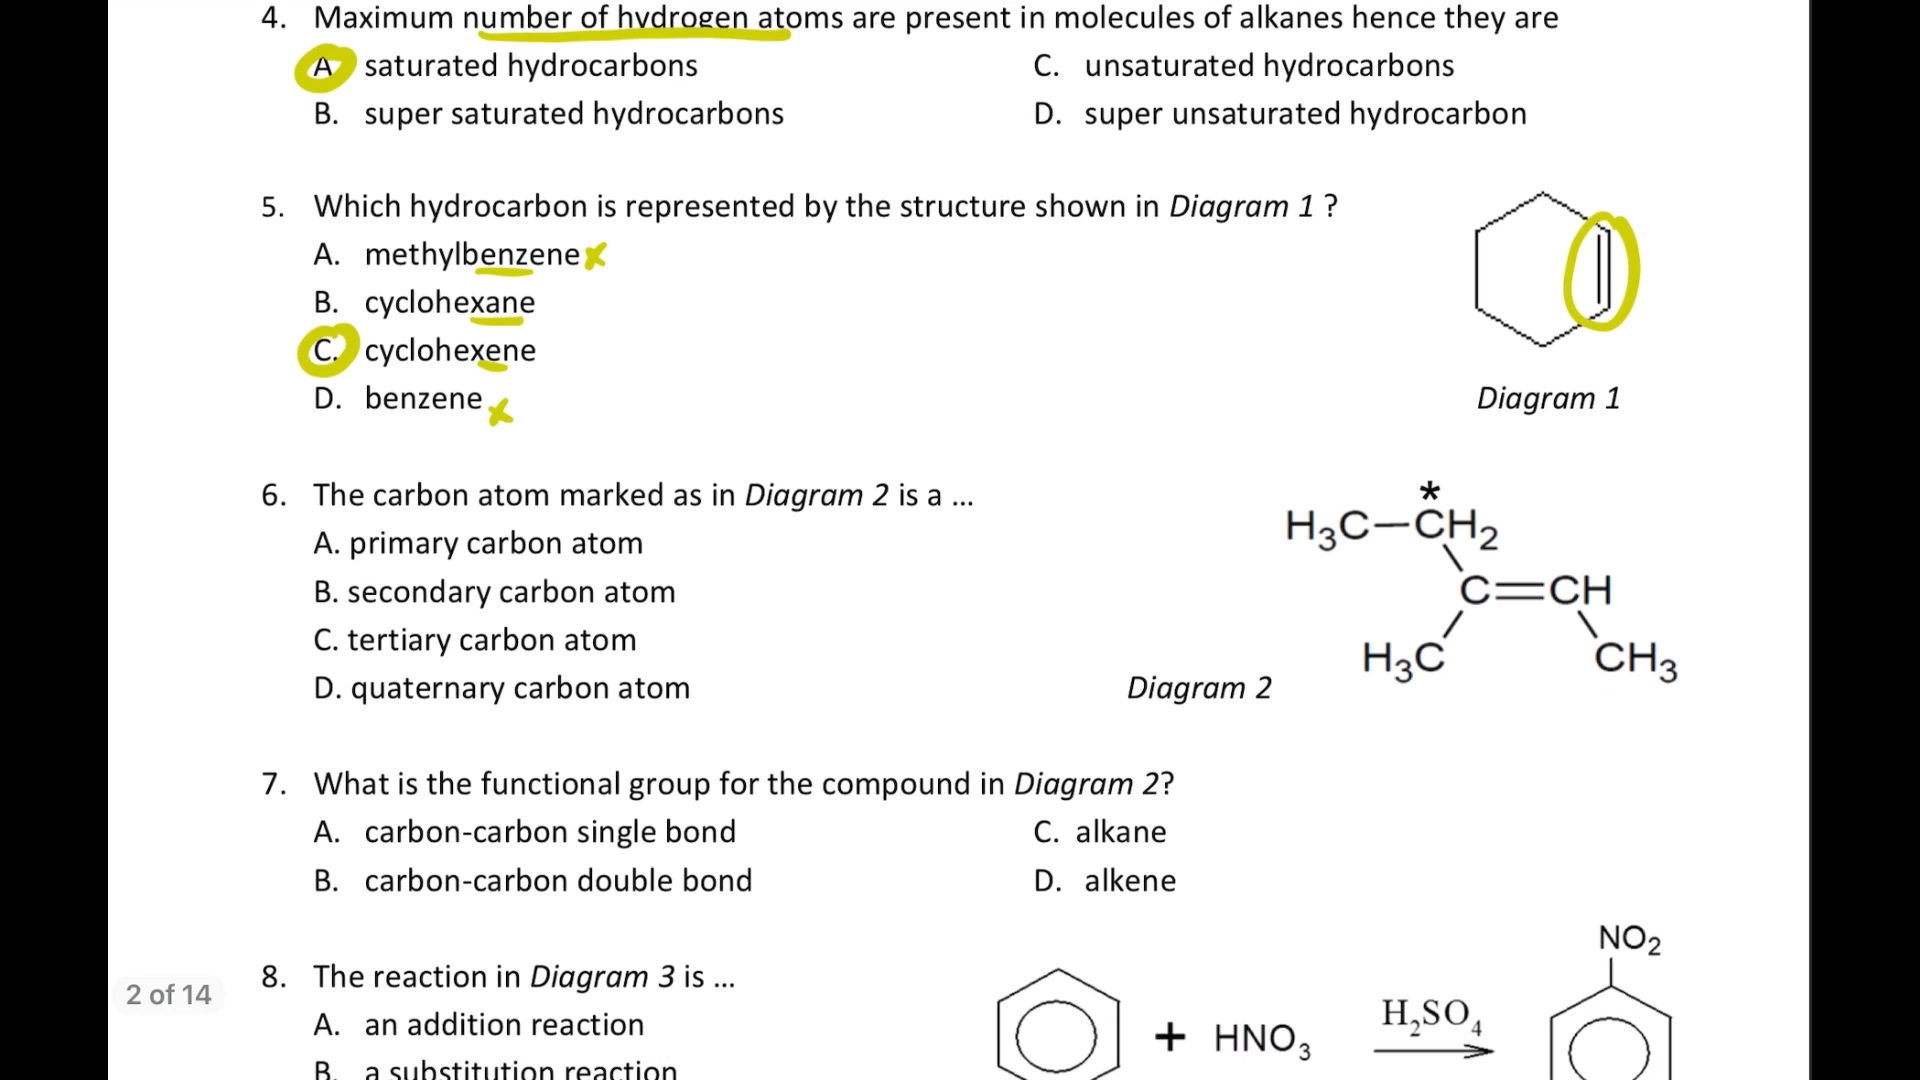 4. Maximum number of hydrogen atoms are present in molecules of alkanes hence they are
A saturated hydrocarbons
C. unsaturated hydrocarbons
B. super saturated hydrocarbons
D. super unsaturated hydrocarbon
5. Which hydrocarbon is represented by the structure shown in Diagram 1 ?
A. methylbenzene
B. cyclohexane
C. cyclohexene
D. benzene
Diagram 1
6. The carbon atom marked as in Diagram 2 is a ...
A. primary carbon atom
B. secondary carbon atom
C. tertiary carbon atom
D. quaternary carbon atom
*
H₃C—CH₂
C=CH
H₃C CH₃
Diagram 2
7. What is the functional group for the compound in Diagram 2?
A. carbon-carbon single bond
C. alkane
B. carbon-carbon double bond
D. alkene
8. The reaction in Diagram 3 is ...
A. an addition reaction
B. a substitution reaction
+ HNO₃
H₂SO₄
NO₂
2 of 14